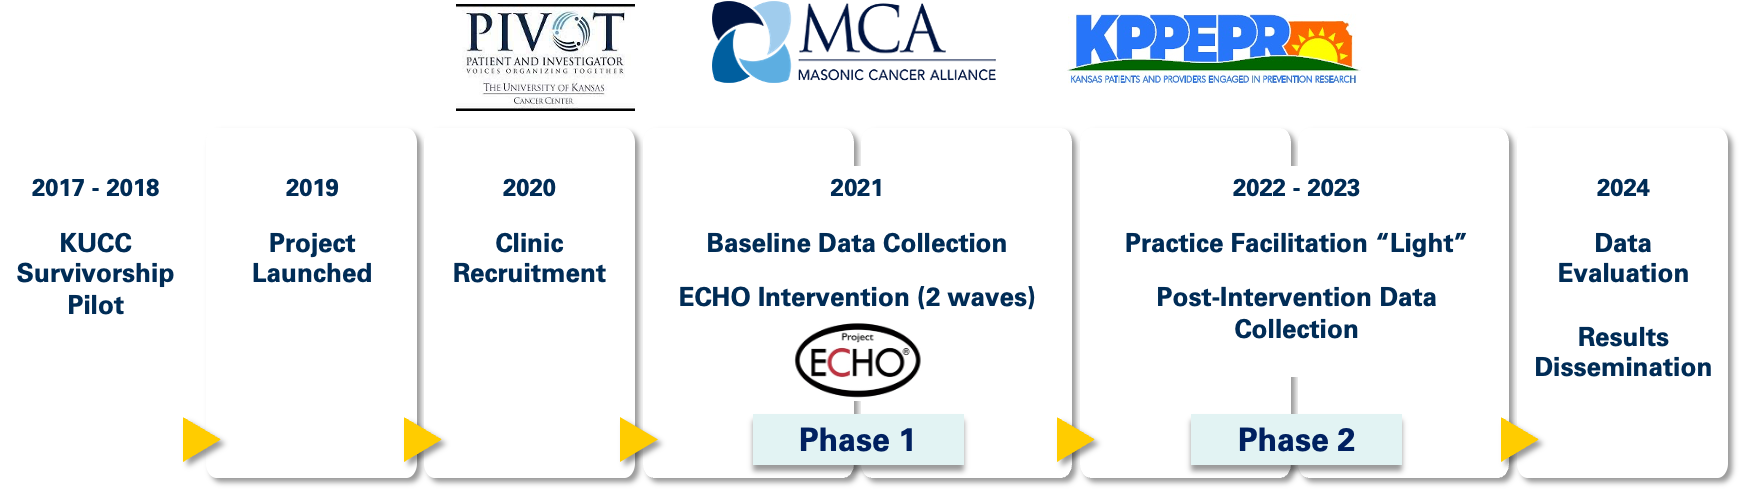 PIVOT
PATIENT AND INVESTIGATOR
VOICES ORGANIZING TOGETHER
THE UNIVERSITY OF KANSAS
CANCER CENTER
MCA
MASONIC CANCER ALLIANCE
KPPEPR
KANSAS PATIENTS AND PROVIDERS ENGAGED IN PREVENTION RESEARCH
2017 - 2018
KUCC
Survivorship
Pilot
2019
Project
Launched
2020
Clinic
Recruitment
2021
Baseline Data Collection
ECHO Intervention (2 waves)
Project
ECHO®
Phase 1
2022 - 2023
Practice Facilitation “Light”
Post-Intervention Data
Collection
Phase 2
2024
Data
Evaluation
Results
Dissemination